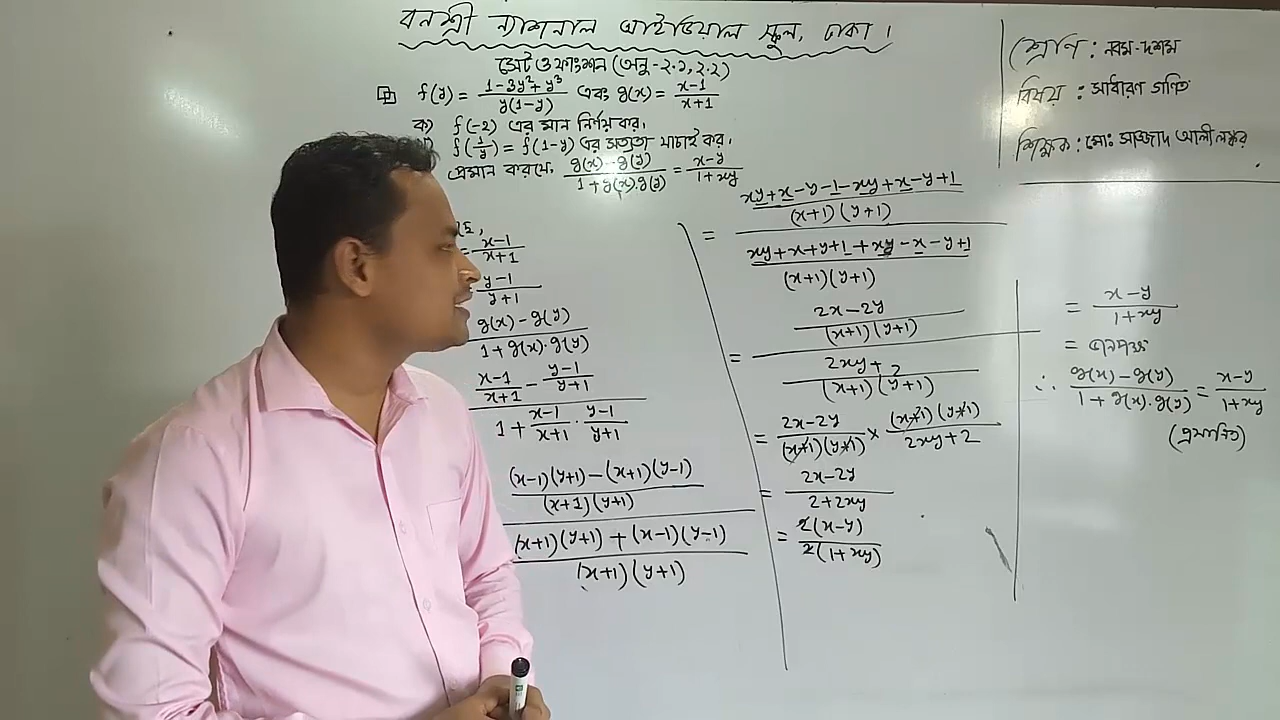 বনশ্রী ন্যাশনাল আইডিয়াল স্কুল, ঢাকা।
সেট ও ফাংশন (অনু-২.১, ২.২)
f(y) = (1-3y²+y³)/(y(1-y)) এবং g(x) = (x-1)/(x+1)
ক) f(-2) এর মান নির্ণয় কর।
f(1/y) = f(1-y) এর সত্যতা যাচাই কর।
প্রমান কর যে, (g(x)-g(y))/(1+g(x).g(y)) = (x-y)/(1+xy)
= (x-1)/(x+1)
= (y-1)/(y+1)
(g(x)-g(y))/(1+g(x).g(y))
((x-1)/(x+1) - (y-1)/(y+1))/(1+(x-1)/(x+1)·(y-1)/(y+1))
(((x-1)(y+1)-(x+1)(y-1))/((x+1)(y+1)))/(((x+1)(y+1)+(x-1)(y-1))/((x+1)(y+1)))
= ((xy+x-y-1-xy+x-y+1)/((x+1)(y+1)))/((xy+x+y+1+xy-x-y+1)/((x+1)(y+1)))
= ((2x-2y)/((x+1)(y+1)))/((2xy+2)/((x+1)(y+1)))
= (2x-2y)/((x+1)(y+1)) × ((x+1)(y+1))/(2xy+2)
= (2x-2y)/(2+2xy)
= (2(x-y))/(2(1+xy))
= (x-y)/(1+xy)
= ডানপক্ষ
∴ (g(x)-g(y))/(1+g(x).g(y)) = (x-y)/(1+xy)
(প্রমাণিত)
শ্রেণি : নবম-দশম
বিষয় : সাধারণ গণিত
শিক্ষক : মোঃ সাজ্জাদ আলী লস্কর